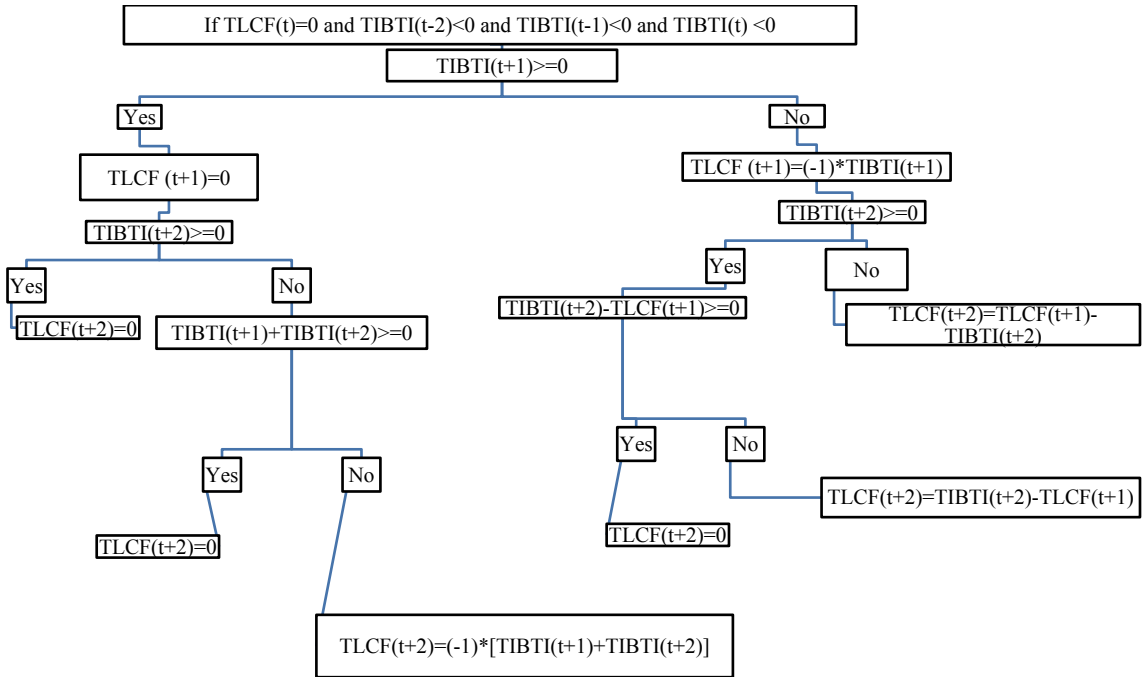 If TLCF(t)=0 and TIBTI(t-2)<0 and TIBTI(t-1)<0 and TIBTI(t) <0
TIBTI(t+1)>=0
Yes
No
TLCF (t+1)=0
TLCF (t+1)=(-1)*TIBTI(t+1)
TIBTI(t+2)>=0
TIBTI(t+2)>=0
Yes
No
Yes
No
TLCF(t+2)=0
TIBTI(t+1)+TIBTI(t+2)>=0
TIBTI(t+2)-TLCF(t+1)>=0
TLCF(t+2)=TLCF(t+1)-
TIBTI(t+2)
Yes
No
Yes
No
TLCF(t+2)=0
TLCF(t+2)=0
TLCF(t+2)=TIBTI(t+2)-TLCF(t+1)
TLCF(t+2)=(-1)*[TIBTI(t+1)+TIBTI(t+2)]